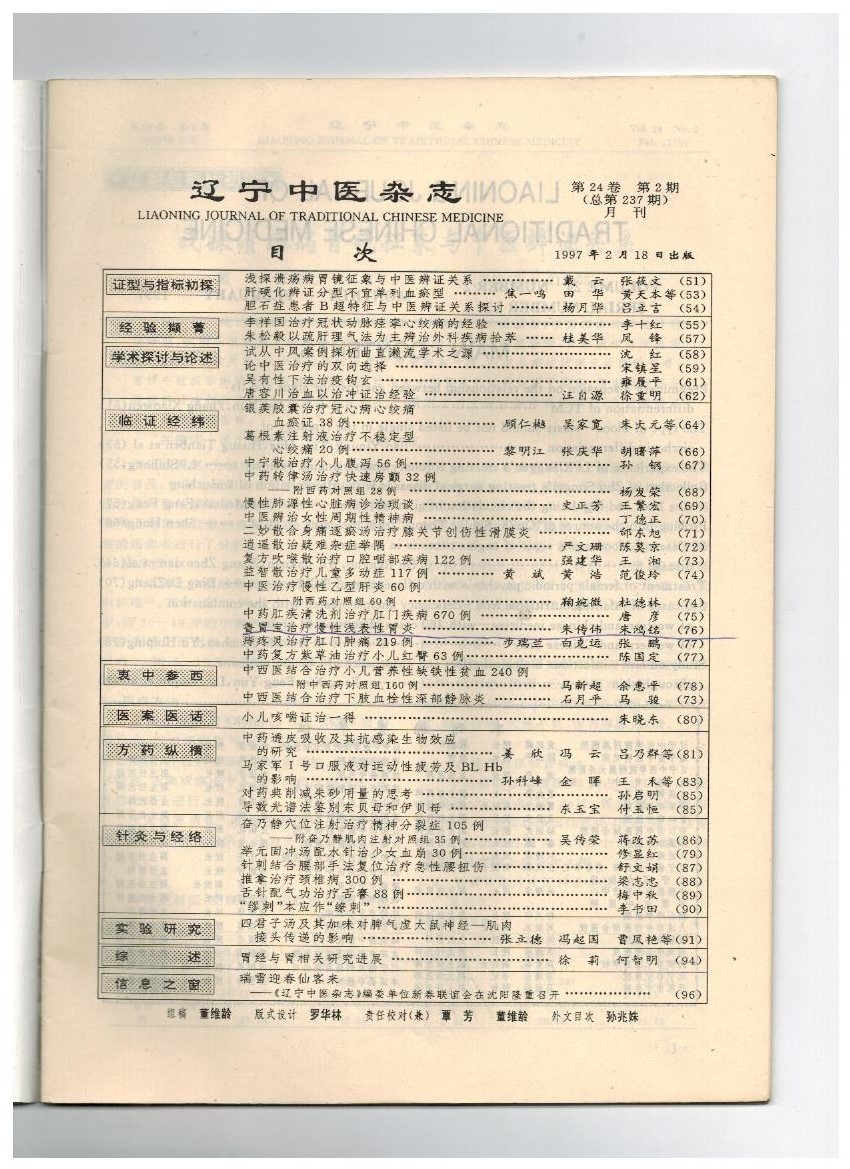 辽宁中医杂志
LIAONING JOURNAL OF TRADITIONAL CHINESE MEDICINE
第24卷 第2期
(总第237期)
月 刊
目 次
1997年2月18日出版
证型与指标初探
浅探溃疡病胃镜征象与中医辨证关系 ………… 戴 云 张筱文 (51)
肝硬化辨证分型不宜单列血瘀型 ……… 焦一鸣 田 华 黄天本等(53)
胆石症患者B超特征与中医辨证关系探讨 ……… 杨月华 吕立言 (54)
经验撷菁
李祥国治疗冠状动脉痉挛心绞痛的经验 ………… 李十红 (55)
朱松毅以疏肝理气法为主辨治外科疾病拾萃 …… 桂美华 凤 锋 (57)
学术探讨与论述
试从中风案例探析曲直濑流学术之源 ………… 沈 红 (58)
论中医治疗的双向选择 ………… 宋镇星 (59)
吴有性下法治疫钩玄 ………… 雍履平 (61)
唐容川治血以治冲证治经验 ………… 汪自源 徐重明 (62)
临证经纬
银荚胶囊治疗冠心病心绞痛
血瘀证38例 ………… 顾仁樾 吴家宽 朱大元等(64)
葛根素注射液治疗不稳定型
心绞痛20例 ………… 黎明江 张庆华 胡曙萍 (66)
中宁散治疗小儿腹泻56例 ………… 孙 钢 (67)
中药转律汤治疗快速房颤32例
——附西药对照组28例 ………… 杨发荣 (68)
慢性肺源性心脏病诊治琐谈 ………… 史正芳 王繁宏 (69)
中医辨治女性周期性精神病 ………… 丁德正 (70)
二妙散合身痛逐瘀汤治疗膝关节创伤性滑膜炎 ………… 邰东旭 (71)
逍遥散治疑难杂症举隅 ………… 严文珊 陈莫京 (72)
复方吹喉散治疗口腔咽部疾病122例 ………… 强建华 王 湘 (73)
益智散治疗儿童多动症117例 ………… 黄 斌 黄 浩 范俊玲 (74)
中医治疗慢性乙型肝炎60例
——附西药对照组60例 ………… 鞠婉微 杜德林 (74)
中药肛疾清洗剂治疗肛门疾病670例 ………… 唐 彦 (75)
养胃宝治疗慢性浅表性胃炎 ………… 朱传伟 朱鸿铭 (76)
痔疼灵治疗肛门肿痛219例 ………… 步瑞兰 白克运 张 鹏 (77)
中药复方紫草油治疗小儿红臀63例 ………… 陈国定 (77)
衷中参西
中西医结合治疗小儿营养性缺铁性贫血240例
——附中西药对照组160例 ………… 马新超 余惠平 (78)
中西医结合治疗下肢血栓性深部静脉炎 ………… 石月平 马 骏 (73)
医案医话
小儿咳喘证治一得 ………… 朱晓东 (80)
方药纵横
中药透皮吸收及其抗感染生物效应
的研究 ………… 姜 欣 冯 云 吕乃群等(81)
马家军Ⅰ号口服液对运动性疲劳及BL Hb
的影响 ………… 孙科峰 金 晖 王 禾等(83)
对药典削减朱砂用量的思考 ………… 孙启明 (85)
导数光谱法鉴别东贝母和伊贝母 ………… 东玉宝 付玉恒 (85)
针灸与经络
奋乃静穴位注射治疗精神分裂症105例
——附奋乃静肌肉注射对照组35例 ………… 吴传荣 蒋改苏 (86)
举元固冲汤配水针治少女血崩30例 ………… 修显红 (79)
针刺结合腰部手法复位治疗急性腰扭伤 ………… 舒文娟 (87)
推拿治疗颈椎病300例 ………… 梁志忠 (88)
舌针配气功治疗舌謇88例 ………… 梅中秋 (89)
“缪刺”本应作“缭刺” ………… 李书田 (90)
实验研究
四君子汤及其加味对脾气虚大鼠神经—肌肉
接头传递的影响 ………… 张立德 冯起国 曹凤艳等(91)
综 述
胃经与胃相关研究进展 ………… 徐 莉 何智明 (94)
信息之窗
瑞雪迎春仙客来
——《辽宁中医杂志》编委单位新春联谊会在沈阳隆重召开 ………… (96)
组稿 董维龄 版式设计 罗华林 责任校对(兼) 覃 芳 董维龄 外文目次 孙兆姝